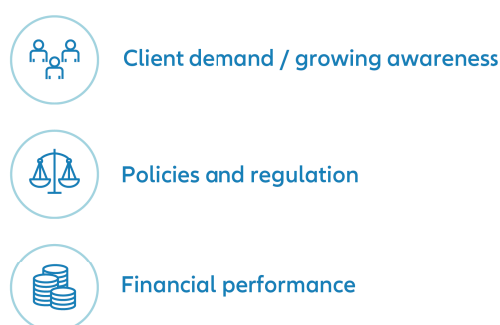 Client demand / growing awareness
Policies and regulation
Financial performance